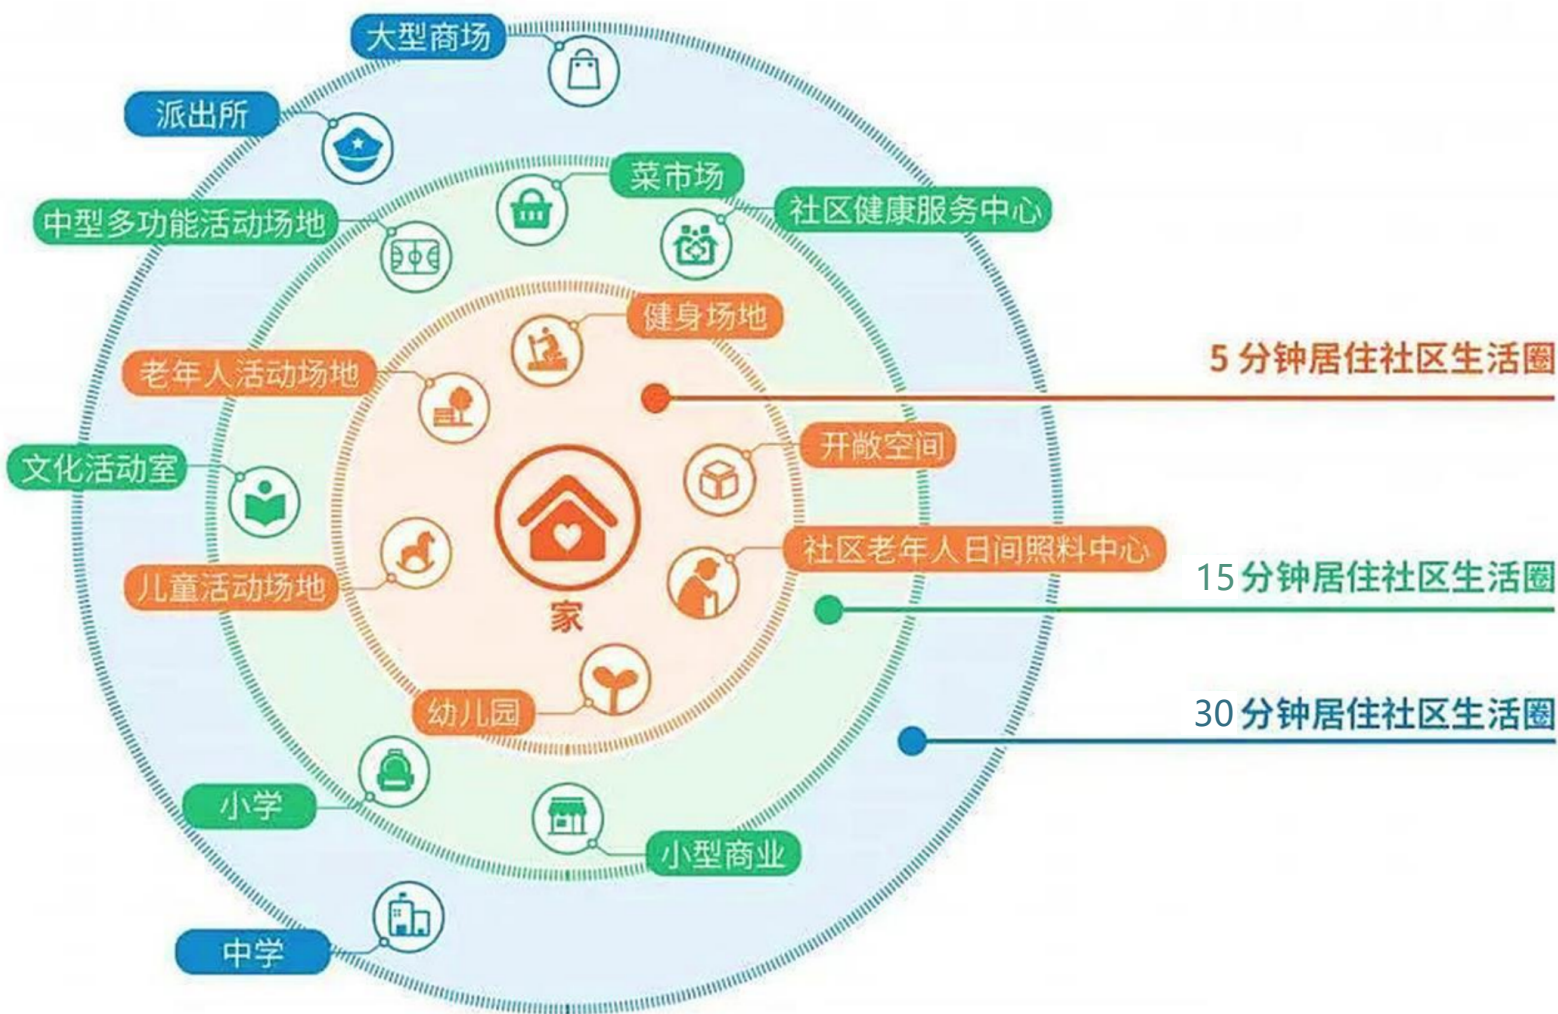 大型商场
派出所
菜市场
社区健康服务中心
中型多功能活动场地
健身场地
5 分钟居住社区生活圈
老年人活动场地
开敞空间
文化活动室
社区老年人日间照料中心
15 分钟居住社区生活圈
儿童活动场地
家
幼儿园
30 分钟居住社区生活圈
小学
小型商业
中学